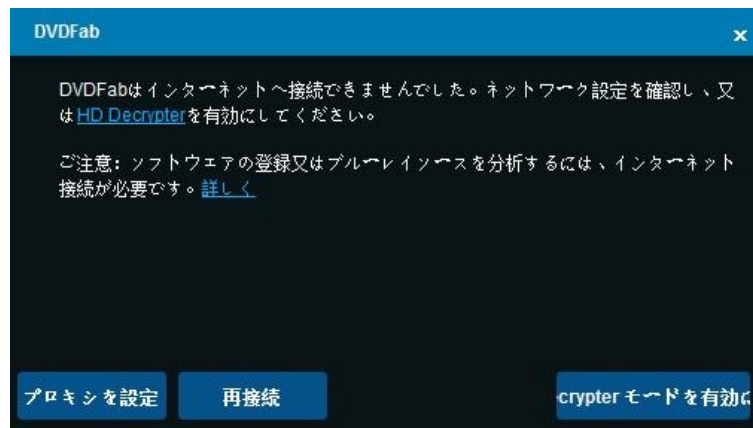 DVDFab
x
DVDFabはインターネットへ接続できませんでした。ネットワーク設定を確認し、又
はHD Decrypterを有効にしてください。
ご注意: ソフトウエアの登録又はブルーレイソースを分析するには、インターネット
接続が必要です。詳しく
プロキシを設定 再接続 crypter モードを有効に